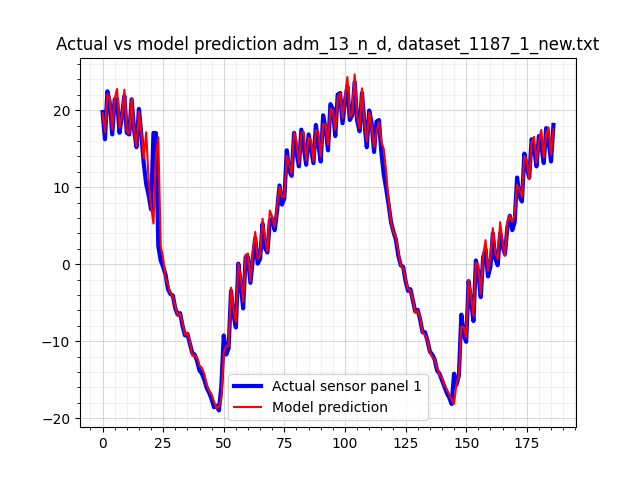 Actual vs model prediction adm_13_n_d, dataset_1187_1_new.txt
20
10
0
−10
−20
Actual sensor panel 1
Model prediction
0 25 50 75 100 125 150 175